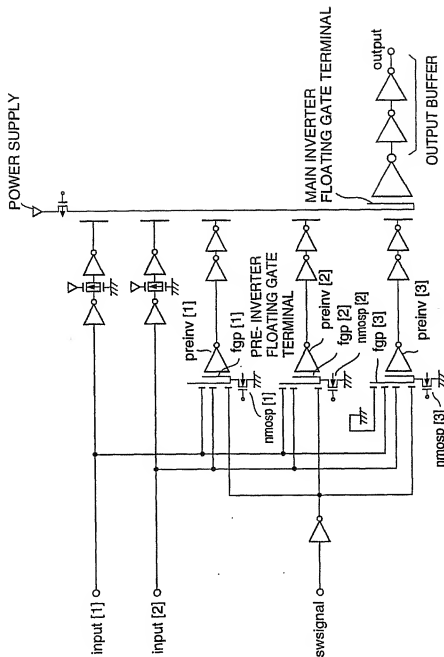 POWER SUPPLY
input [1]
input [2]
swsignal
preinv [1]
fgp [1]
nmosp [1]
PRE- INVERTER
FLOATING GATE
TERMINAL
preinv [2]
fgp [2]
nmosp [2]
fgp [3]
preinv [3]
nmosp [3]
MAIN INVERTER
FLOATING GATE TERMINAL
output
OUTPUT BUFFER